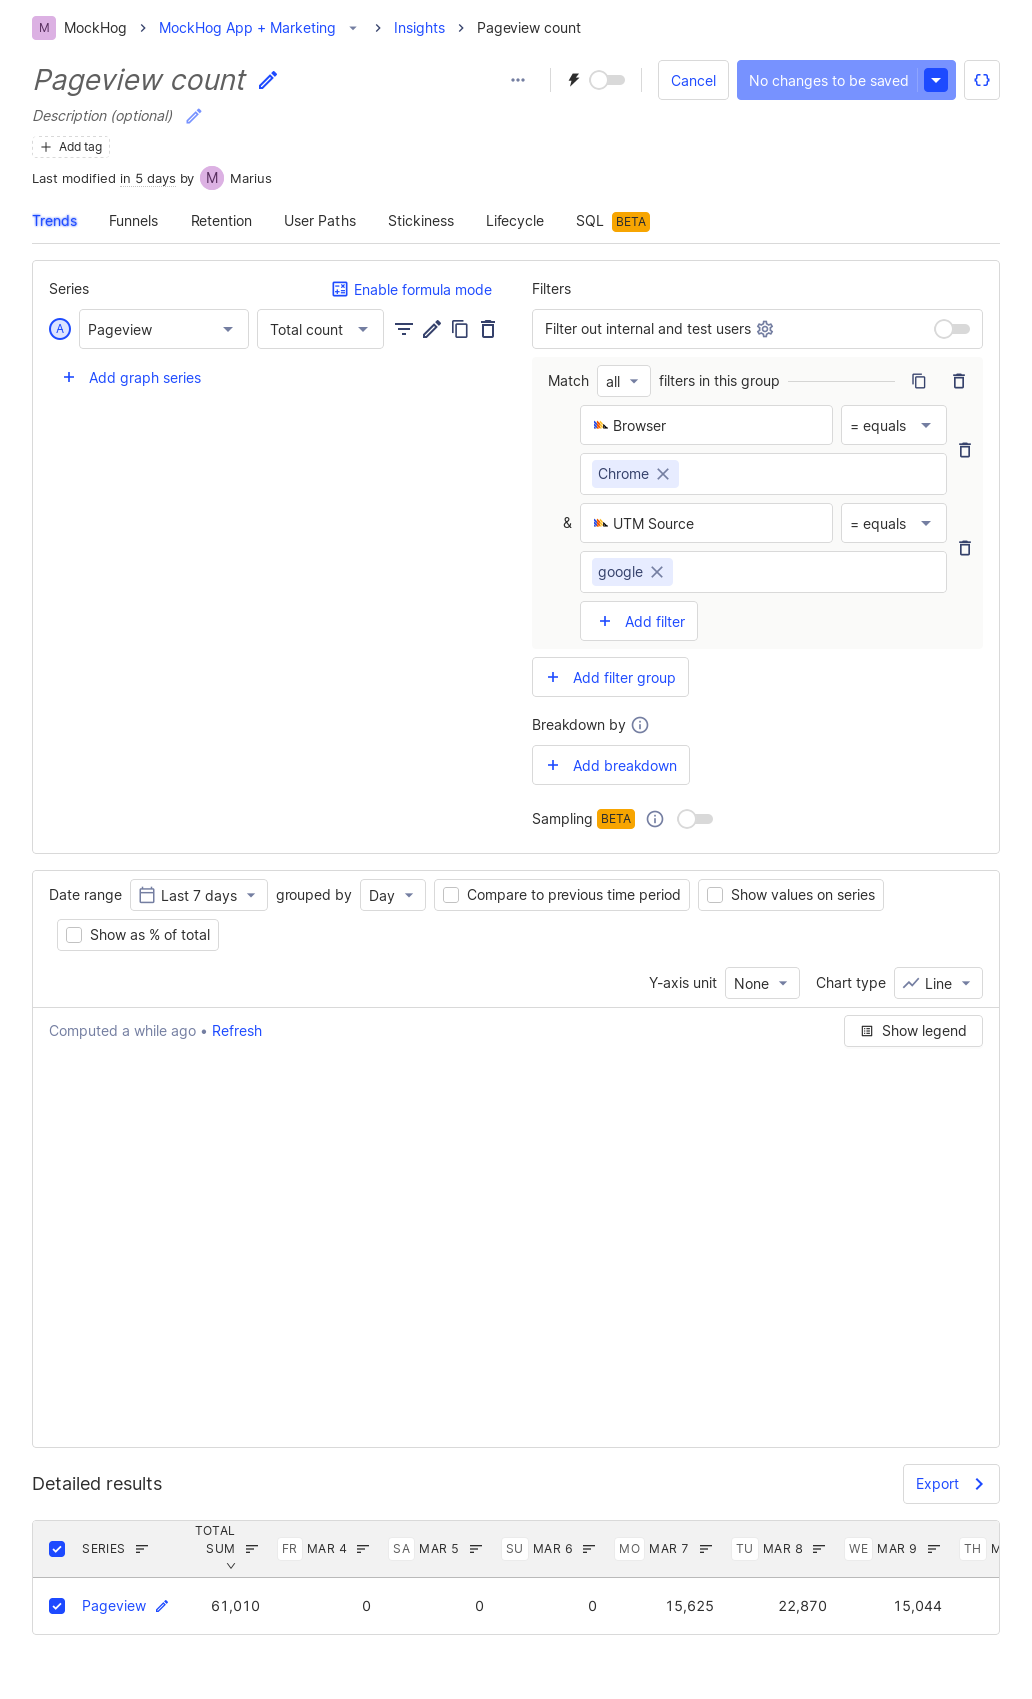 M MockHog MockHog App + Marketing Insights Pageview count
Pageview count
Cancel No changes to be saved
Description (optional)
Add tag
Last modified in 5 days by M Marius
Trends Funnels Retention User Paths Stickiness Lifecycle SQL BETA
Series Enable formula mode
A Pageview Total count
Add graph series
Filters
Filter out internal and test users
Match all filters in this group
Browser = equals
Chrome
& UTM Source = equals
google
Add filter
Add filter group
Breakdown by
Add breakdown
Sampling BETA
Date range Last 7 days grouped by Day Compare to previous time period Show values on series
Show as % of total
Y-axis unit None Chart type Line
Computed a while ago • Refresh Show legend
Detailed results Export
SERIES TOTAL SUM FR MAR 4 SA MAR 5 SU MAR 6 MO MAR 7 TU MAR 8 WE MAR 9 TH
Pageview 61,010 0 0 0 15,625 22,870 15,044